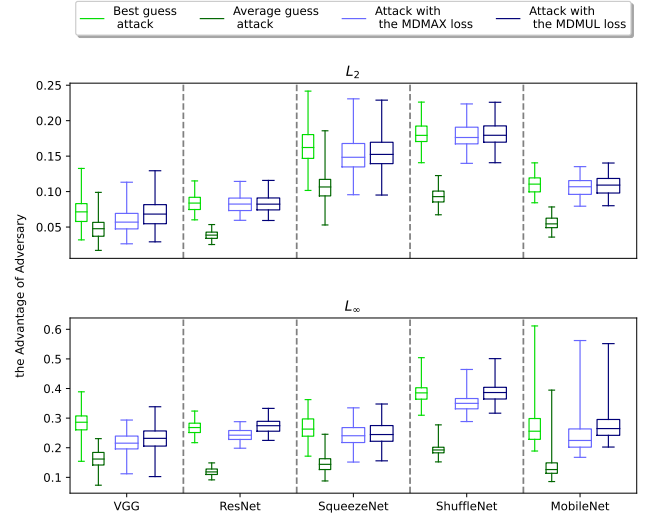 Best guess
attack
Average guess
attack
Attack with
the MDMAX loss
Attack with
the MDMUL loss
L₂
0.25
0.20
0.15
0.10
0.05
the Advantage of Adversary
L∞
0.6
0.5
0.4
0.3
0.2
0.1
VGG ResNet SqueezeNet ShuffleNet MobileNet